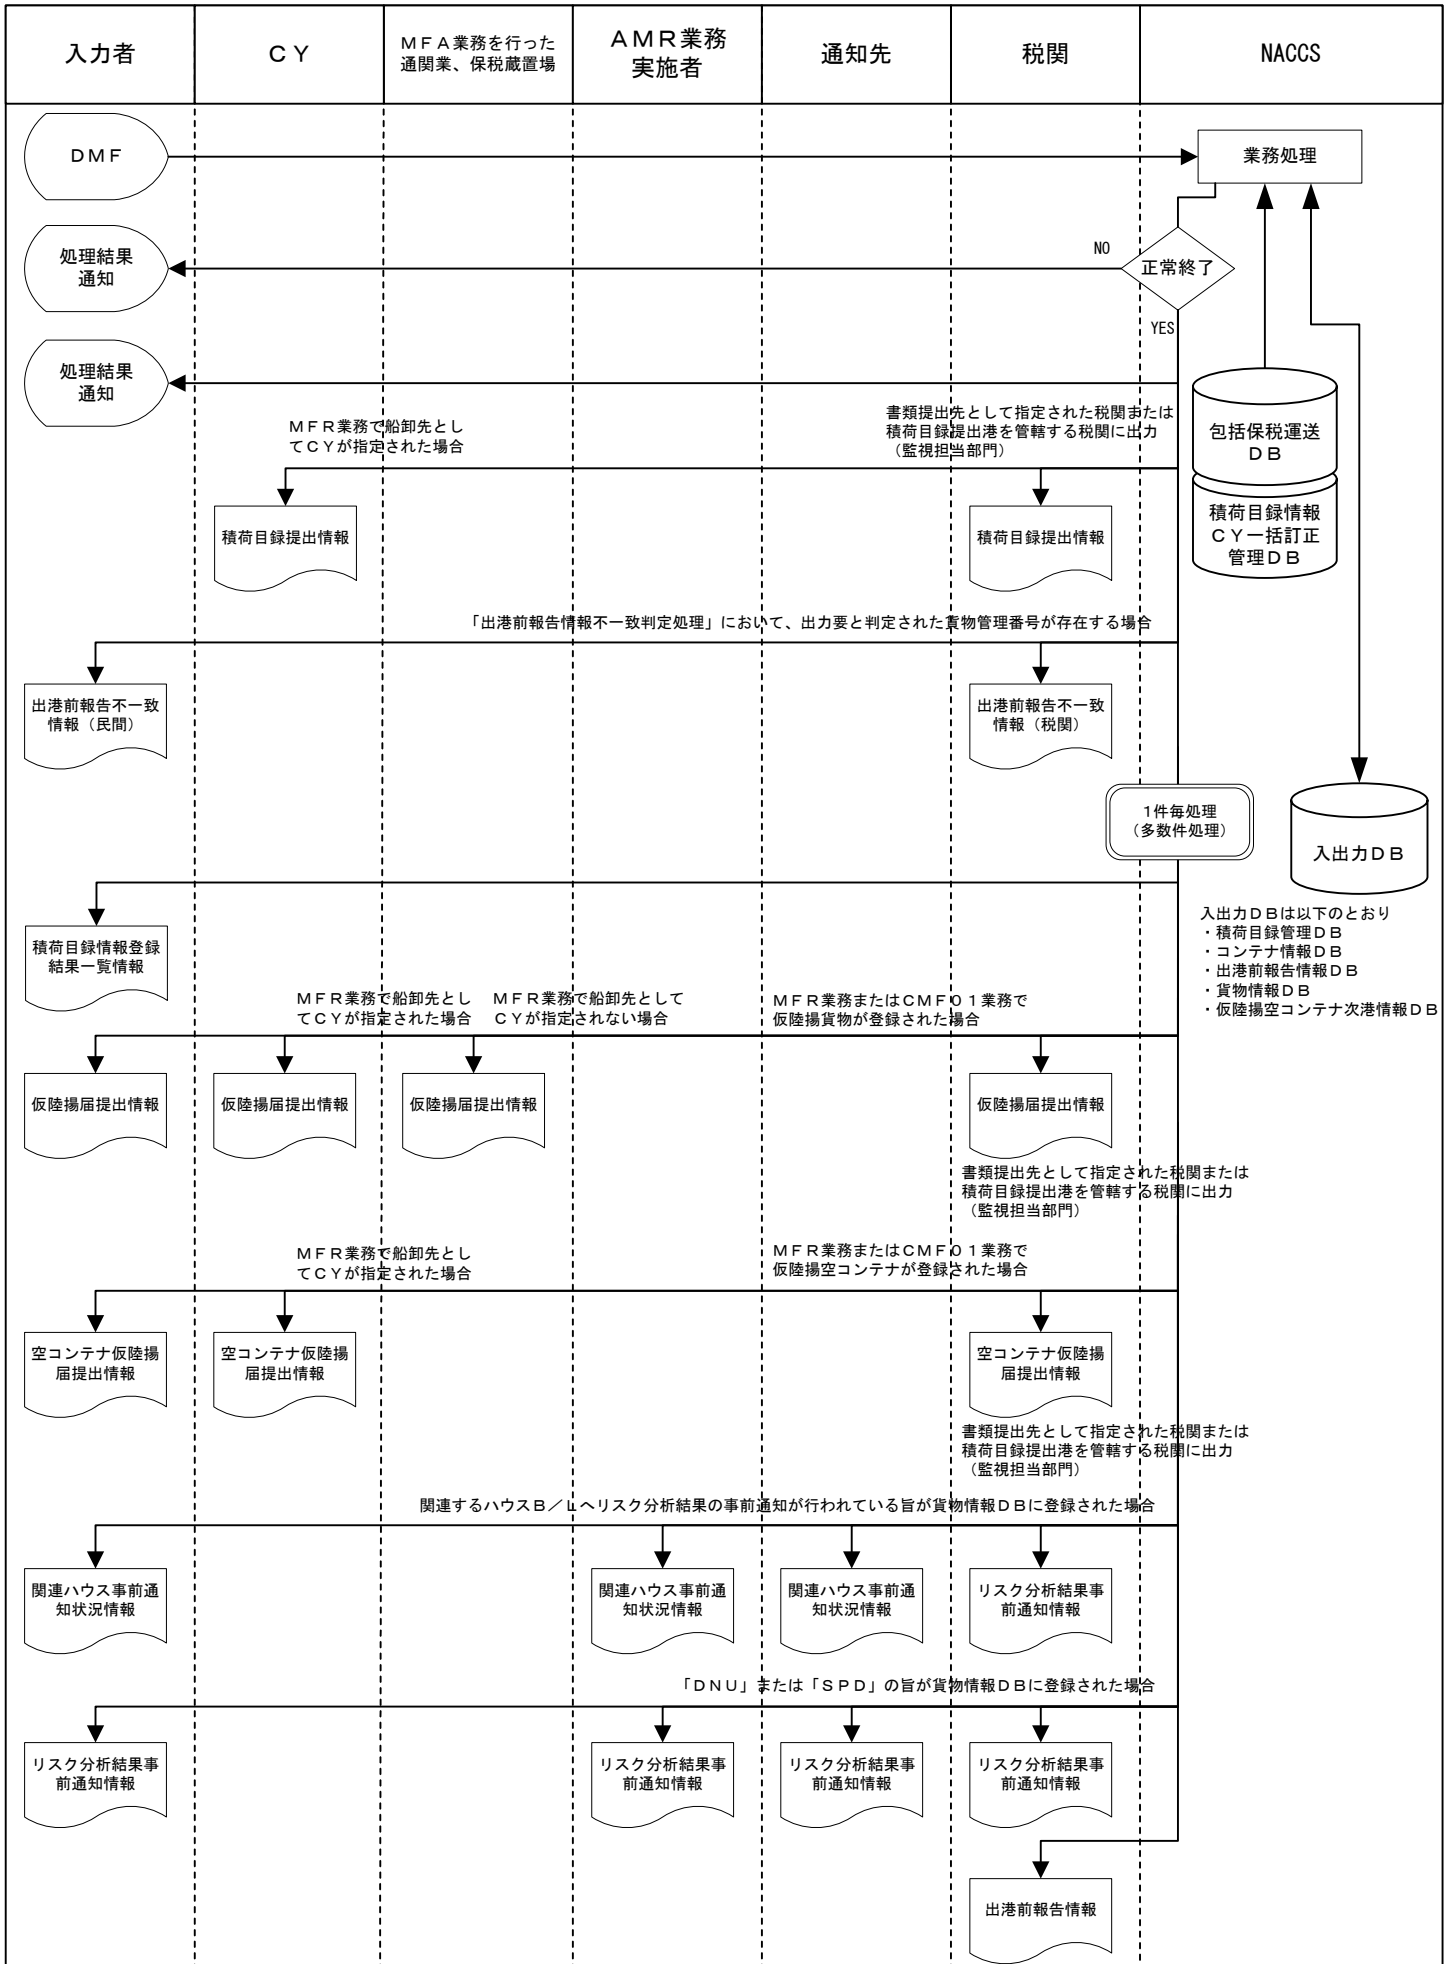 入力者
ＣＹ
ＭＦＡ業務を行った
通関業、保税蔵置場
ＡＭＲ業務
実施者
通知先
税関
NACCS
ＤＭＦ
業務処理
処理結果
通知
NO
正常終了
YES
処理結果
通知
ＭＦＲ業務で船卸先とし
てＣＹが指定された場合
書類提出先として指定された税関または
積荷目録提出港を管轄する税関に出力
（監視担当部門）
包括保税運送
ＤＢ
積荷目録情報
ＣＹ一括訂正
管理ＤＢ
積荷目録提出情報
積荷目録提出情報
「出港前報告情報不一致判定処理」において、出力要と判定された貨物管理番号が存在する場合
出港前報告不一致
情報（民間）
出港前報告不一致
情報（税関）
1件毎処理
（多数件処理）
入出力ＤＢ
入出力ＤＢは以下のとおり
・積荷目録管理ＤＢ
・コンテナ情報ＤＢ
・出港前報告情報ＤＢ
・貨物情報ＤＢ
・仮陸揚空コンテナ次港情報ＤＢ
積荷目録情報登録
結果一覧情報
ＭＦＲ業務で船卸先とし
てＣＹが指定された場合
ＭＦＲ業務で船卸先として
ＣＹが指定されない場合
ＭＦＲ業務またはＣＭＦ０１業務で
仮陸揚貨物が登録された場合
仮陸揚届提出情報
仮陸揚届提出情報
仮陸揚届提出情報
仮陸揚届提出情報
書類提出先として指定された税関または
積荷目録提出港を管轄する税関に出力
（監視担当部門）
ＭＦＲ業務で船卸先とし
てＣＹが指定された場合
ＭＦＲ業務またはＣＭＦ０１業務で
仮陸揚空コンテナが登録された場合
空コンテナ仮陸揚
届提出情報
空コンテナ仮陸揚
届提出情報
空コンテナ仮陸揚
届提出情報
書類提出先として指定された税関または
積荷目録提出港を管轄する税関に出力
（監視担当部門）
関連するハウスＢ／Ｌへリスク分析結果の事前通知が行われている旨が貨物情報ＤＢに登録された場合
関連ハウス事前通
知状況情報
関連ハウス事前通
知状況情報
関連ハウス事前通
知状況情報
リスク分析結果事
前通知情報
「ＤＮＵ」または「ＳＰＤ」の旨が貨物情報ＤＢに登録された場合
リスク分析結果事
前通知情報
リスク分析結果事
前通知情報
リスク分析結果事
前通知情報
リスク分析結果事
前通知情報
出港前報告情報